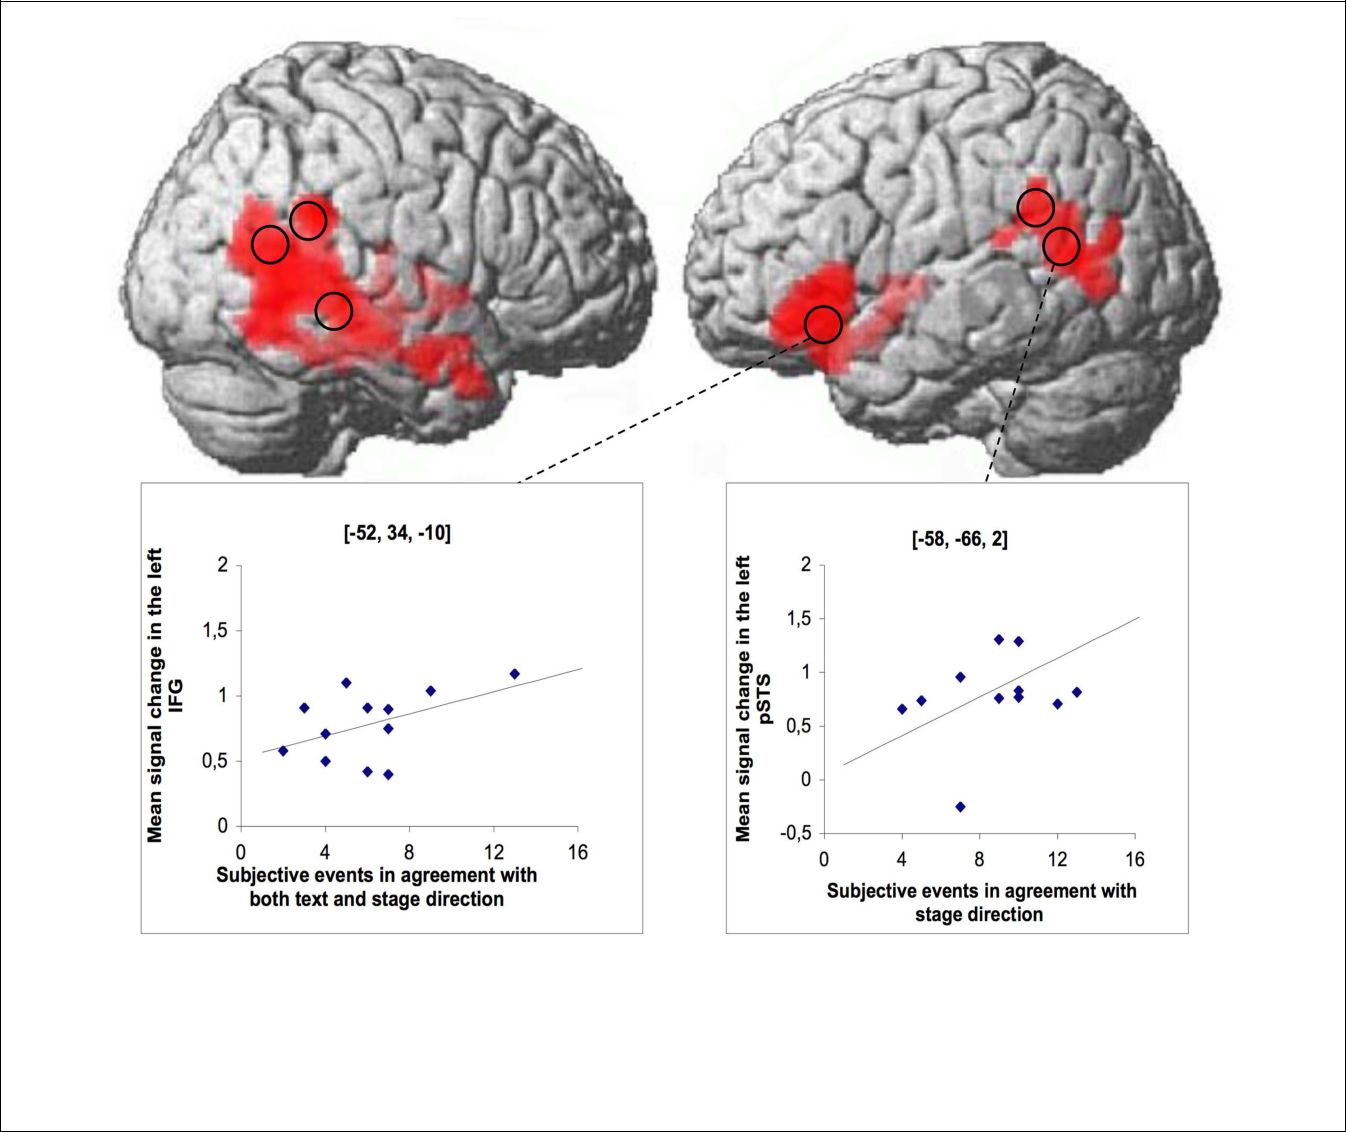 [-52, 34, -10]
Mean signal change in the left
IFG
2
1,5
1
0,5
0
0 4 8 12 16
Subjective events in agreement with
both text and stage direction
[-58, -66, 2]
Mean signal change in the left
pSTS
2
1,5
1
0,5
0
-0,5
0 4 8 12 16
Subjective events in agreement with
stage direction